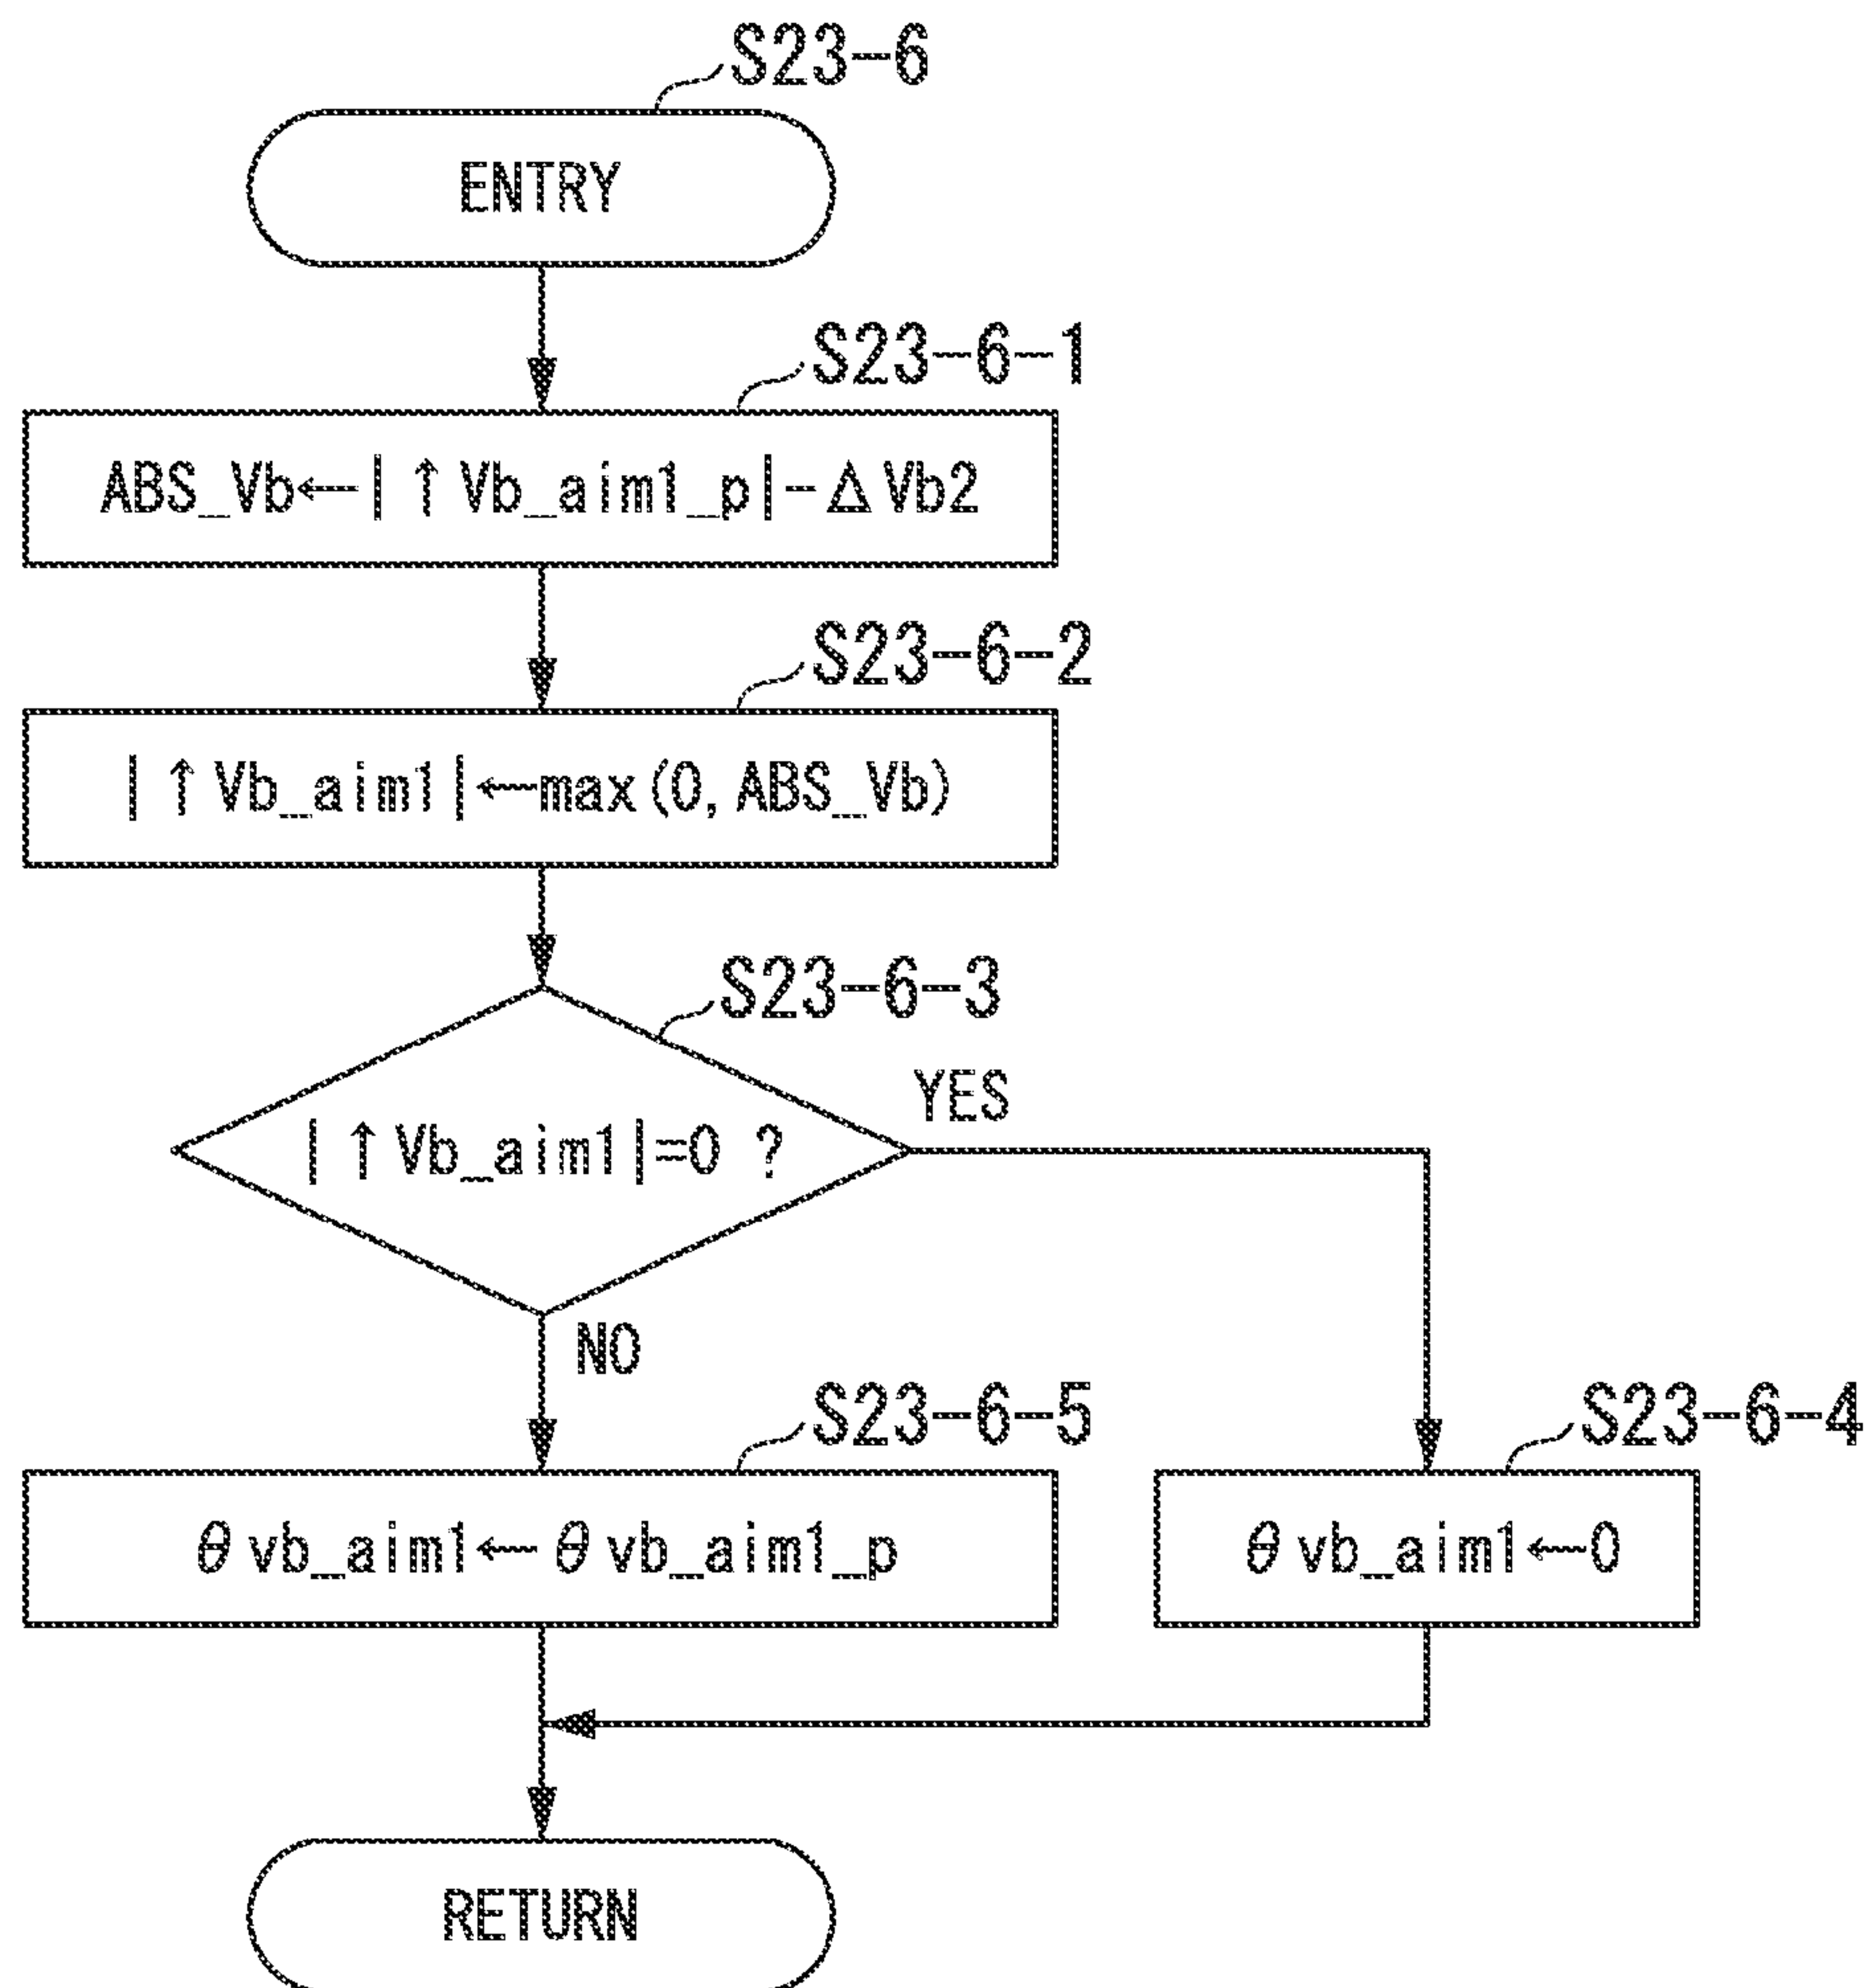 S23-6
ENTRY
S23-6-1
ABS_Vb←|↑Vb_aim1_p|-ΔVb2
S23-6-2
|↑Vb_aim1|←max(0,ABS_Vb)
S23-6-3
YES
|↑Vb_aim1|=0 ?
NO
S23-6-5
S23-6-4
θvb_aim1←θvb_aim1_p
θvb_aim1←0
RETURN